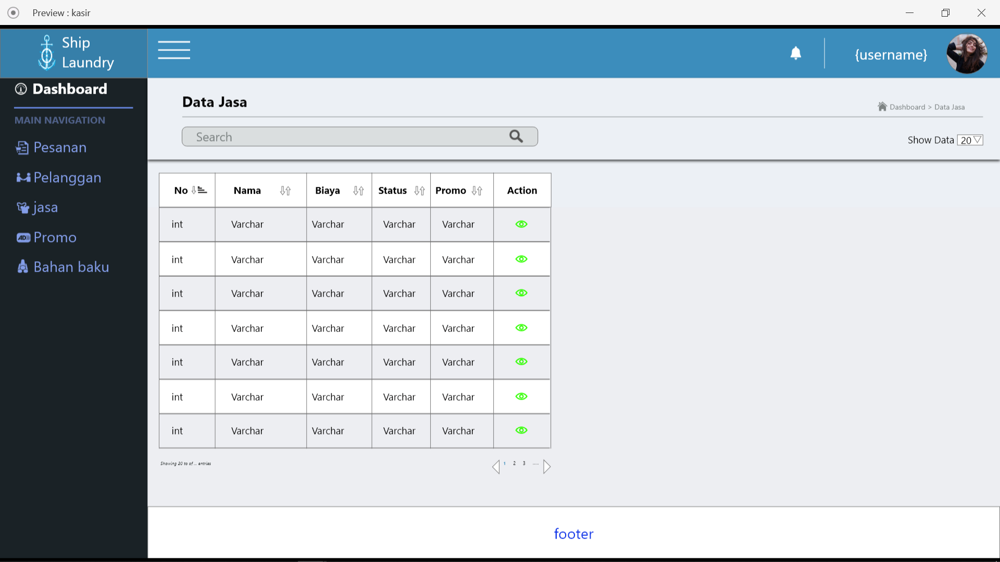 Preview : kasir
Ship
Laundry
{username}
Dashboard
MAIN NAVIGATION
Pesanan
Pelanggan
jasa
AD Promo
Bahan baku
Data Jasa
Dashboard > Data Jasa
Search
Show Data 20
No Nama Biaya Status Promo Action
int Varchar Varchar Varchar Varchar
int Varchar Varchar Varchar Varchar
int Varchar Varchar Varchar Varchar
int Varchar Varchar Varchar Varchar
int Varchar Varchar Varchar Varchar
int Varchar Varchar Varchar Varchar
int Varchar Varchar Varchar Varchar
Showing 20 to of ... entries
1 2 3 ......
footer